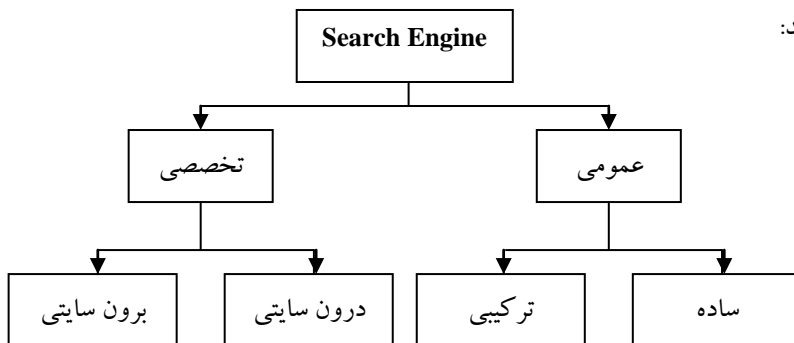 د:
Search Engine
عمومی
تخصصی
ساده
ترکیبی
درون سایتی
برون سایتی